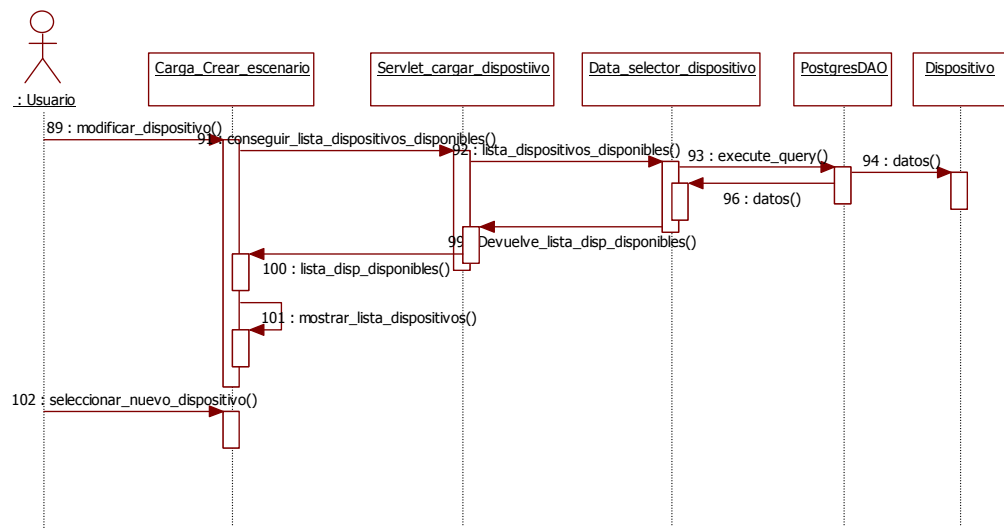 : Usuario
Carga_Crear_escenario
Servlet_cargar_dispostiivo
Data_selector_dispositivo
PostgresDAO
Dispositivo
89 : modificar_dispositivo()
91 : conseguir_lista_dispositivos_disponibles()
92 : lista_dispositivos_disponibles()
93 : execute_query()
94 : datos()
96 : datos()
99 : Devuelve_lista_disp_disponibles()
100 : lista_disp_disponibles()
101 : mostrar_lista_dispositivos()
102 : seleccionar_nuevo_dispositivo()